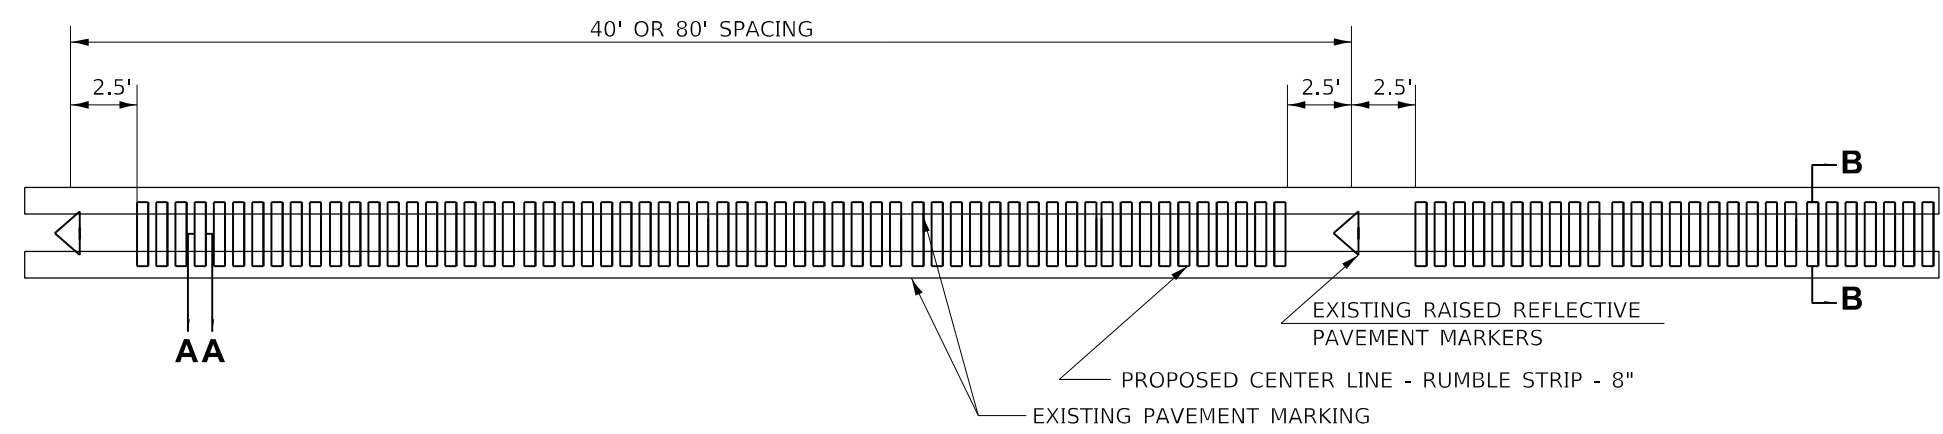 40' OR 80' SPACING
2.5'
2.5'
2.5'
B
B
A A
EXISTING RAISED REFLECTIVE
PAVEMENT MARKERS
PROPOSED CENTER LINE - RUMBLE STRIP - 8"
EXISTING PAVEMENT MARKING